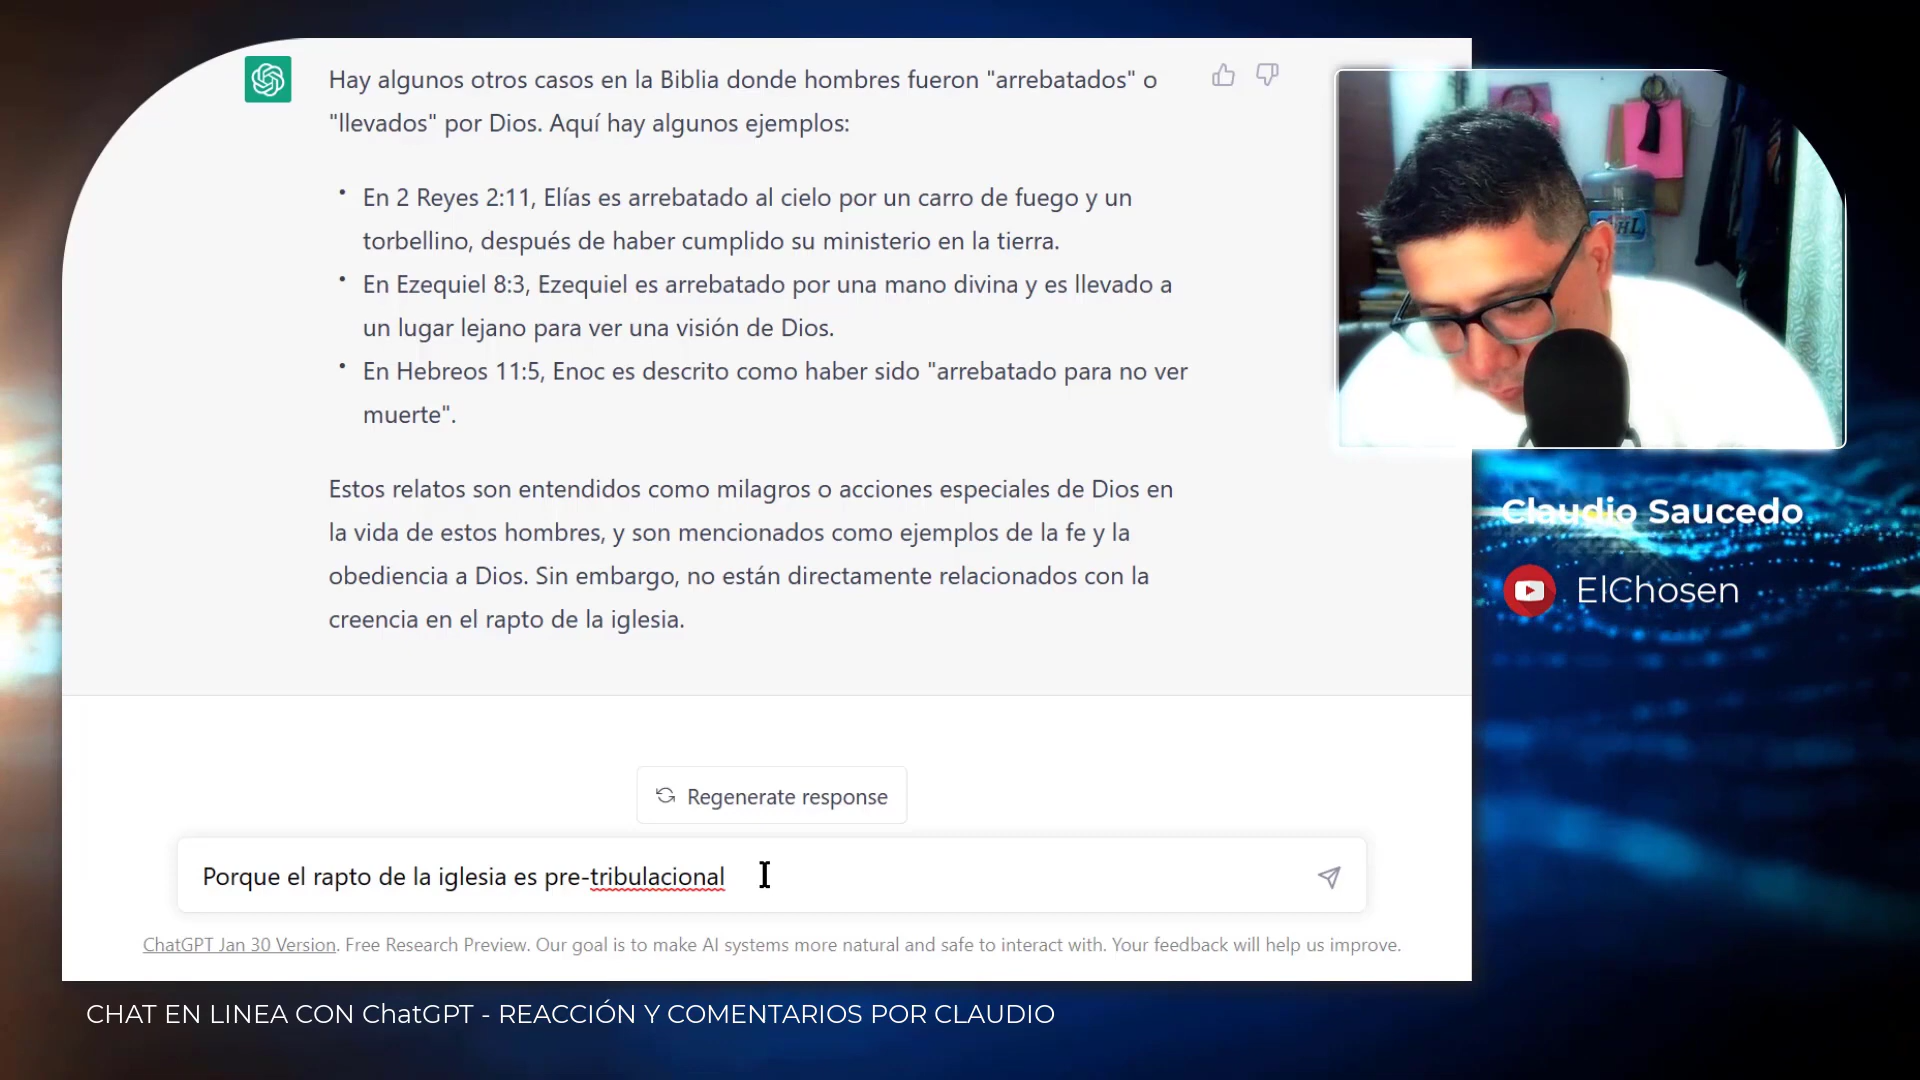 Hay algunos otros casos en la Biblia donde hombres fueron "arrebatados" o
"llevados" por Dios. Aquí hay algunos ejemplos:
• En 2 Reyes 2:11, Elías es arrebatado al cielo por un carro de fuego y un
torbellino, después de haber cumplido su ministerio en la tierra.
• En Ezequiel 8:3, Ezequiel es arrebatado por una mano divina y es llevado a
un lugar lejano para ver una visión de Dios.
• En Hebreos 11:5, Enoc es descrito como haber sido "arrebatado para no ver
muerte".
Estos relatos son entendidos como milagros o acciones especiales de Dios en
la vida de estos hombres, y son mencionados como ejemplos de la fe y la
obediencia a Dios. Sin embargo, no están directamente relacionados con la
creencia en el rapto de la iglesia.
Regenerate response
Porque el rapto de la iglesia es pre-tribulacional
ChatGPT Jan 30 Version. Free Research Preview. Our goal is to make AI systems more natural and safe to interact with. Your feedback will help us improve.
Claudio Saucedo
ElChosen
CHAT EN LINEA CON ChatGPT - REACCIÓN Y COMENTARIOS POR CLAUDIO